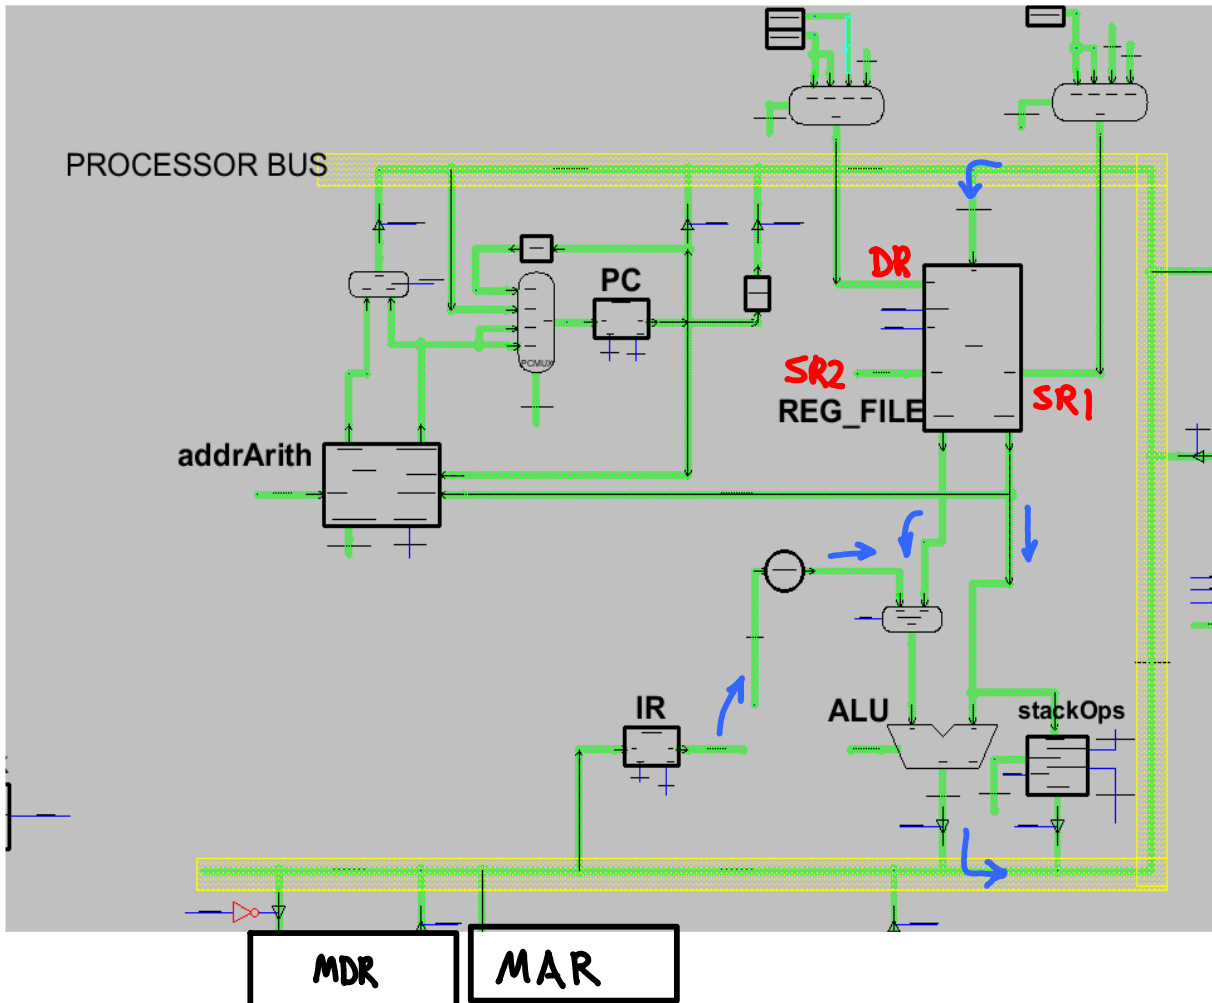 PROCESSOR BUS
DR
PC
PCMUX
SR2
SR1
REG_FILE
addrArith
IR
ALU
stackOps
MDR
MAR